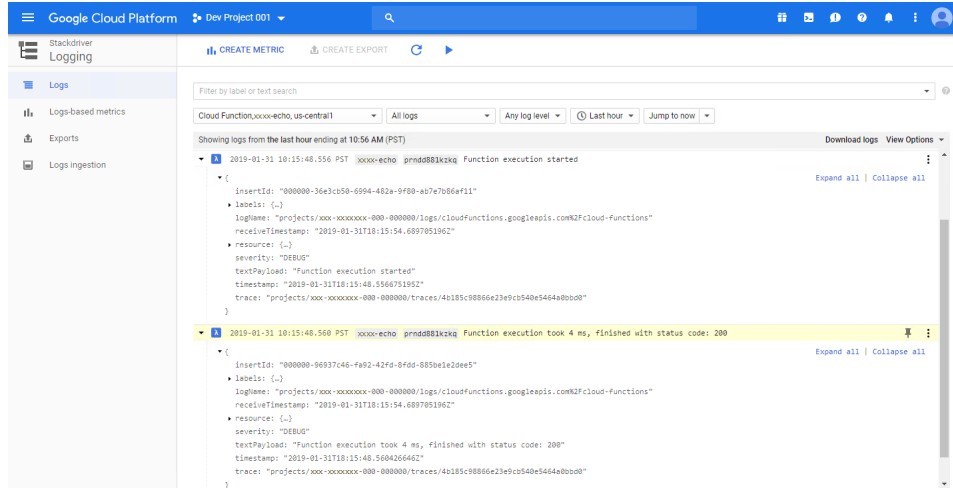 Google Cloud Platform Dev Project 001
Stackdriver
Logging
CREATE METRIC CREATE EXPORT
Logs
Logs-based metrics
Exports
Logs ingestion
Filter by label or text search
Cloud Function,xxxx-echo, us-central1 All logs Any log level Last hour Jump to now
Showing logs from the last hour ending at 10:56 AM (PST) Download logs View Options
2019-01-31 10:15:48.556 PST xxxx-echo prndd881kzkq Function execution started
{ Expand all | Collapse all
insertId: "000000-36e3cb50-6994-482a-9f80-ab7e7b86af11"
labels: {…}
logName: "projects/xxx-xxxxxxx-000-000000/logs/cloudfunctions.googleapis.com%2Fcloud-functions"
receiveTimestamp: "2019-01-31T18:15:54.689705196Z"
resource: {…}
severity: "DEBUG"
textPayload: "Function execution started"
timestamp: "2019-01-31T18:15:48.556675195Z"
trace: "projects/xxx-xxxxxxx-000-000000/traces/4b185c98866e23e9cb540e5464a0bbd0"
}
2019-01-31 10:15:48.560 PST xxxx-echo prndd881kzkq Function execution took 4 ms, finished with status code: 200
{ Expand all | Collapse all
insertId: "000000-96937c46-fa92-42fd-8fdd-885be1e2dee5"
labels: {…}
logName: "projects/xxx-xxxxxxx-000-000000/logs/cloudfunctions.googleapis.com%2Fcloud-functions"
receiveTimestamp: "2019-01-31T18:15:54.689705196Z"
resource: {…}
severity: "DEBUG"
textPayload: "Function execution took 4 ms, finished with status code: 200"
timestamp: "2019-01-31T18:15:48.560426646Z"
trace: "projects/xxx-xxxxxxx-000-000000/traces/4b185c98866e23e9cb540e5464a0bbd0"
}